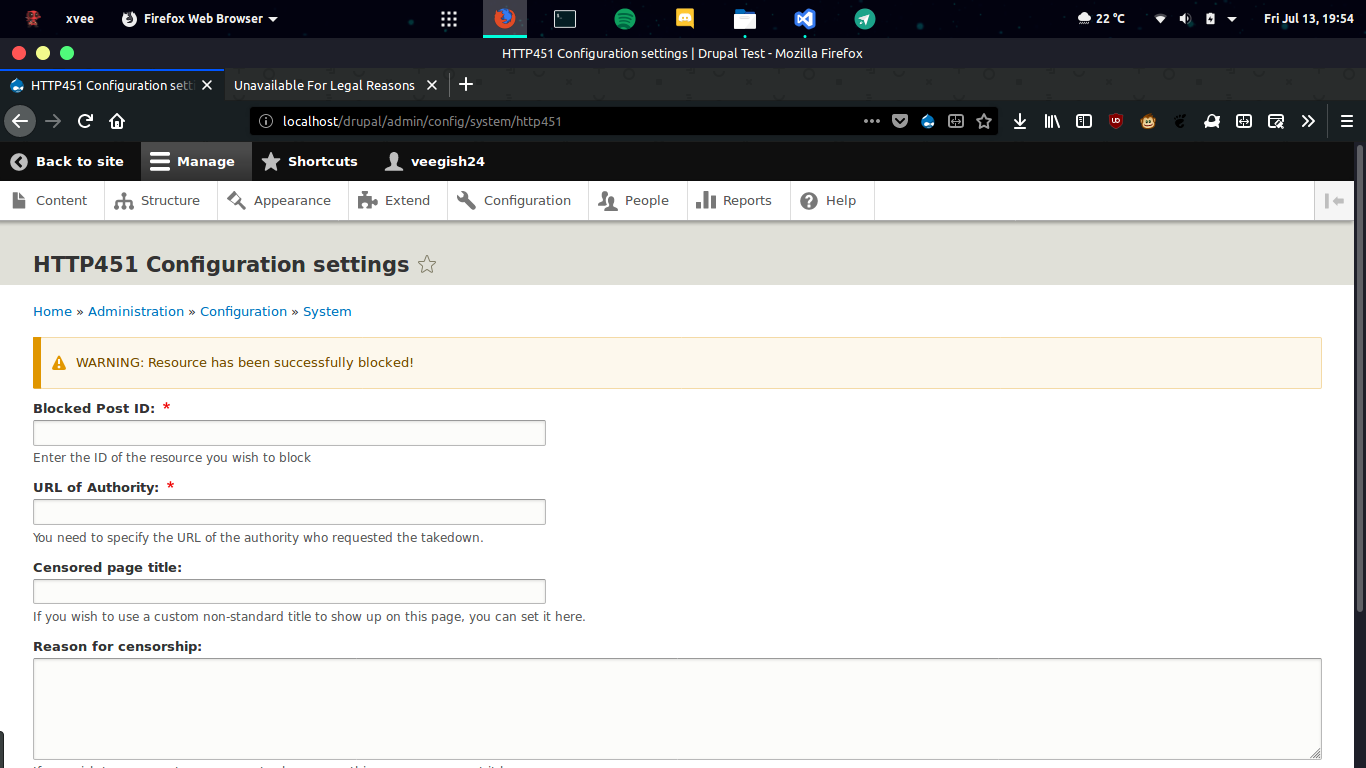 xvee Firefox Web Browser 22 °C Fri Jul 13, 19:54
HTTP451 Configuration settings | Drupal Test - Mozilla Firefox
HTTP451 Configuration sett Unavailable For Legal Reasons
localhost/drupal/admin/config/system/http451
Back to site Manage Shortcuts veegish24
Content Structure Appearance Extend Configuration People Reports Help
HTTP451 Configuration settings
Home » Administration » Configuration » System
WARNING: Resource has been successfully blocked!
Blocked Post ID: *
Enter the ID of the resource you wish to block
URL of Authority: *
You need to specify the URL of the authority who requested the takedown.
Censored page title:
If you wish to use a custom non-standard title to show up on this page, you can set it here.
Reason for censorship: